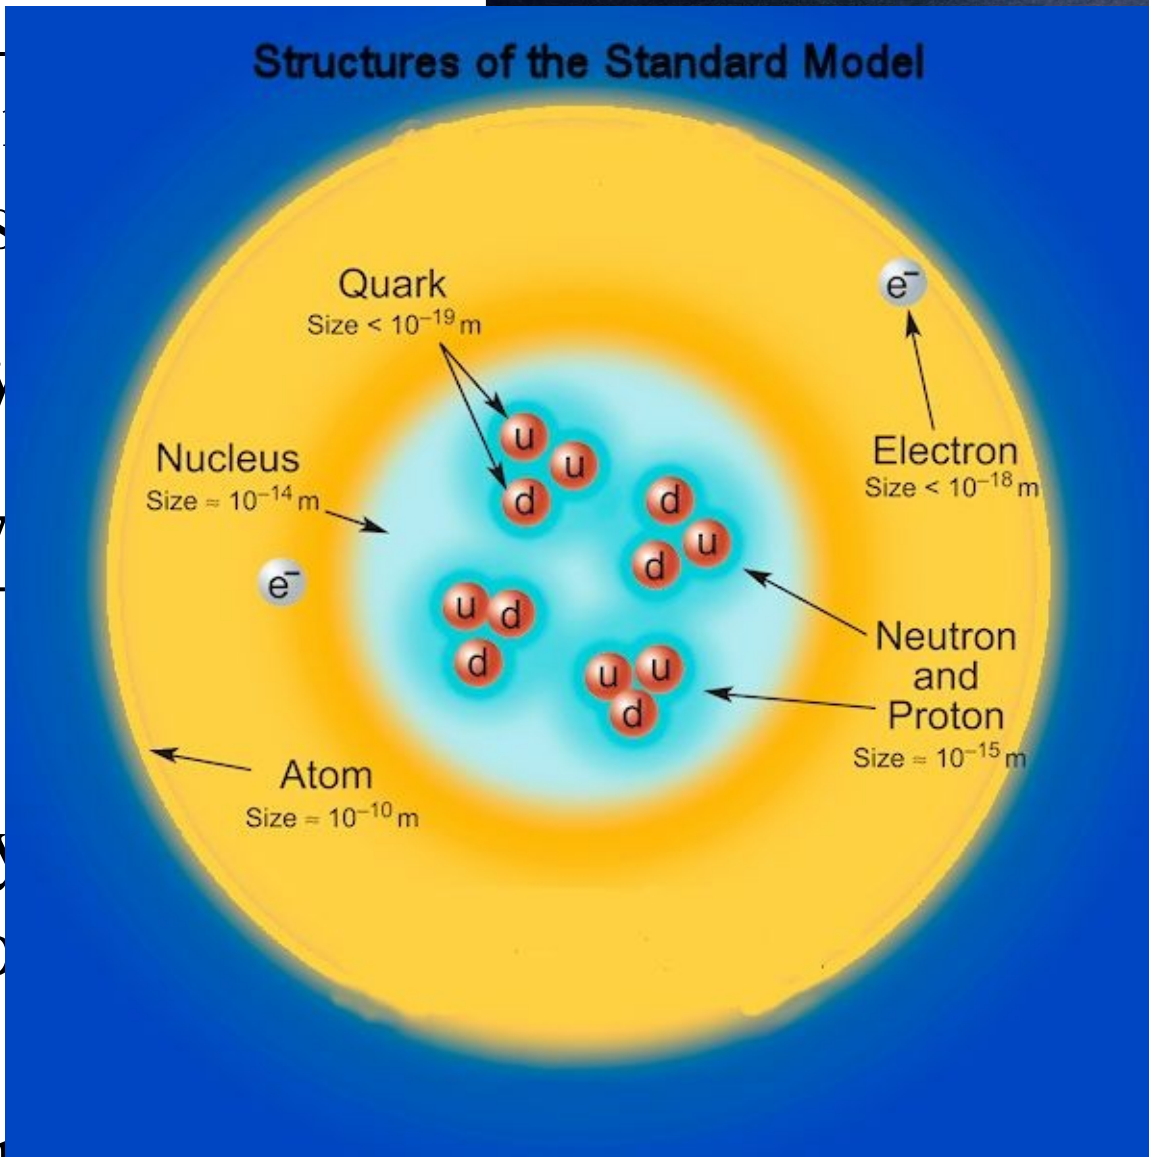 Structures of the Standard Model
Quark
Size < 10⁻¹⁹ m
e⁻
Electron
Size < 10⁻¹⁸ m
Nucleus
Size ≈ 10⁻¹⁴ m
u
u
d
d
u
d
e⁻
u
d
d
u
u
d
Neutron
and
Proton
Size ≈ 10⁻¹⁵ m
Atom
Size ≈ 10⁻¹⁰ m